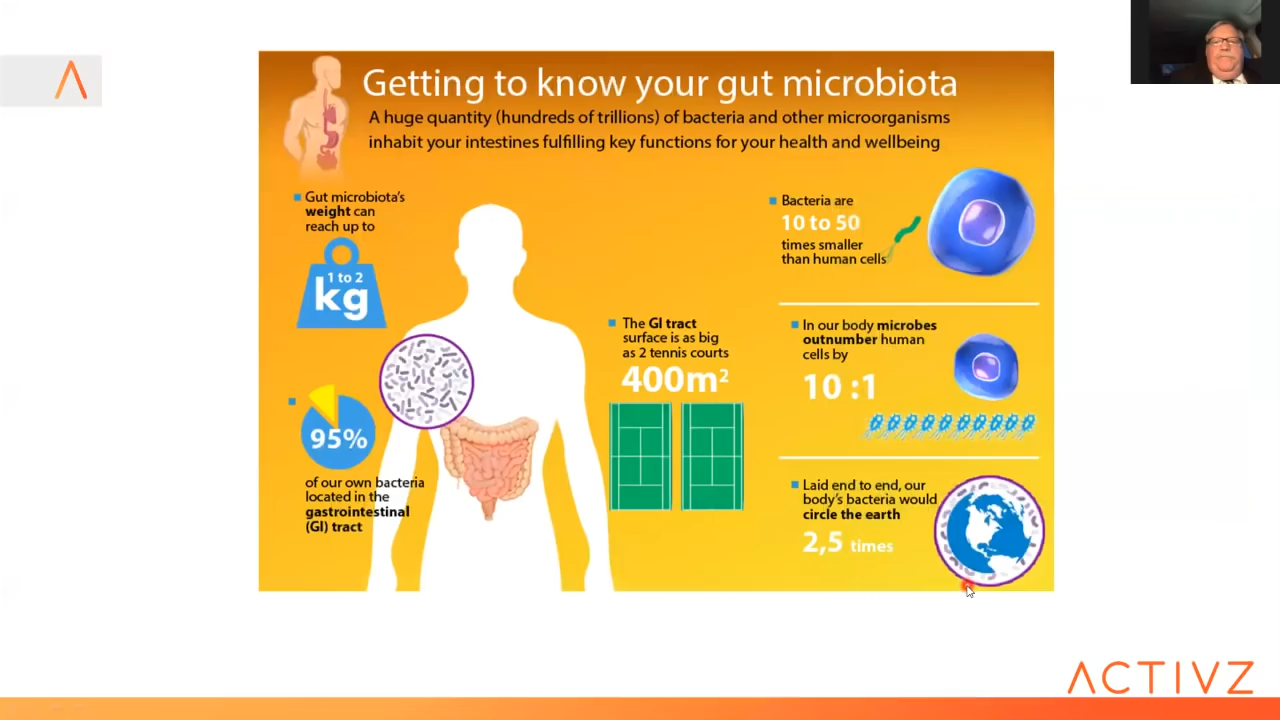 Getting to know your gut microbiota
A huge quantity (hundreds of trillions) of bacteria and other microorganisms
inhabit your intestines fulfilling key functions for your health and wellbeing
Gut microbiota's
weight can
reach up to
1 to 2
kg
95%
of our own bacteria
located in the
gastrointestinal
(GI) tract
The GI tract
surface is as big
as 2 tennis courts
400m²
Bacteria are
10 to 50
times smaller
than human cells
In our body microbes
outnumber human
cells by
10 :1
Laid end to end, our
body's bacteria would
circle the earth
2,5 times
ACTIVZ